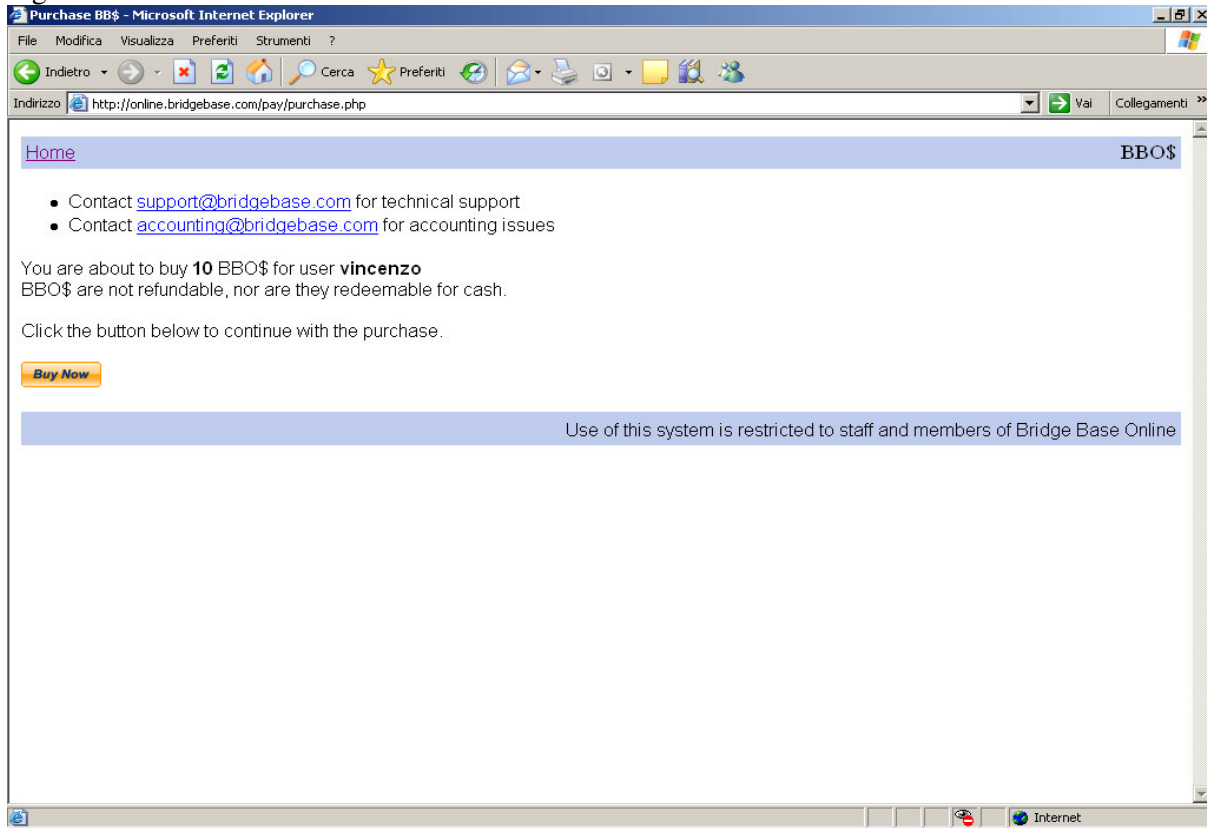 Purchase BB$ - Microsoft Internet Explorer
File Modifica Visualizza Preferiti Strumenti ?
Indietro Cerca Preferiti
Indirizzo http://online.bridgebase.com/pay/purchase.php Vai Collegamenti »
Home BBO$
• Contact support@bridgebase.com for technical support
• Contact accounting@bridgebase.com for accounting issues
You are about to buy 10 BBO$ for user vincenzo
BBO$ are not refundable, nor are they redeemable for cash.
Click the button below to continue with the purchase.
Buy Now
Use of this system is restricted to staff and members of Bridge Base Online
Internet